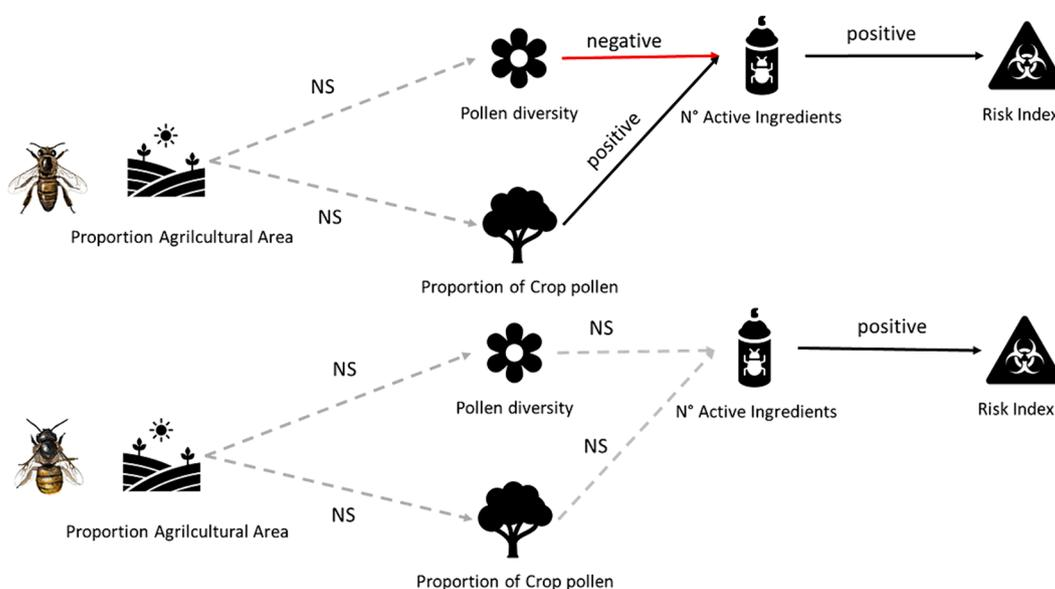 negative
positive
NS
Pollen diversity
N° Active Ingredients
Risk Index
positive
NS
Proportion Agrilcultural Area
Proportion of Crop pollen
NS
positive
NS
Pollen diversity
N° Active Ingredients
Risk Index
NS
NS
Proportion Agrilcultural Area
Proportion of Crop pollen